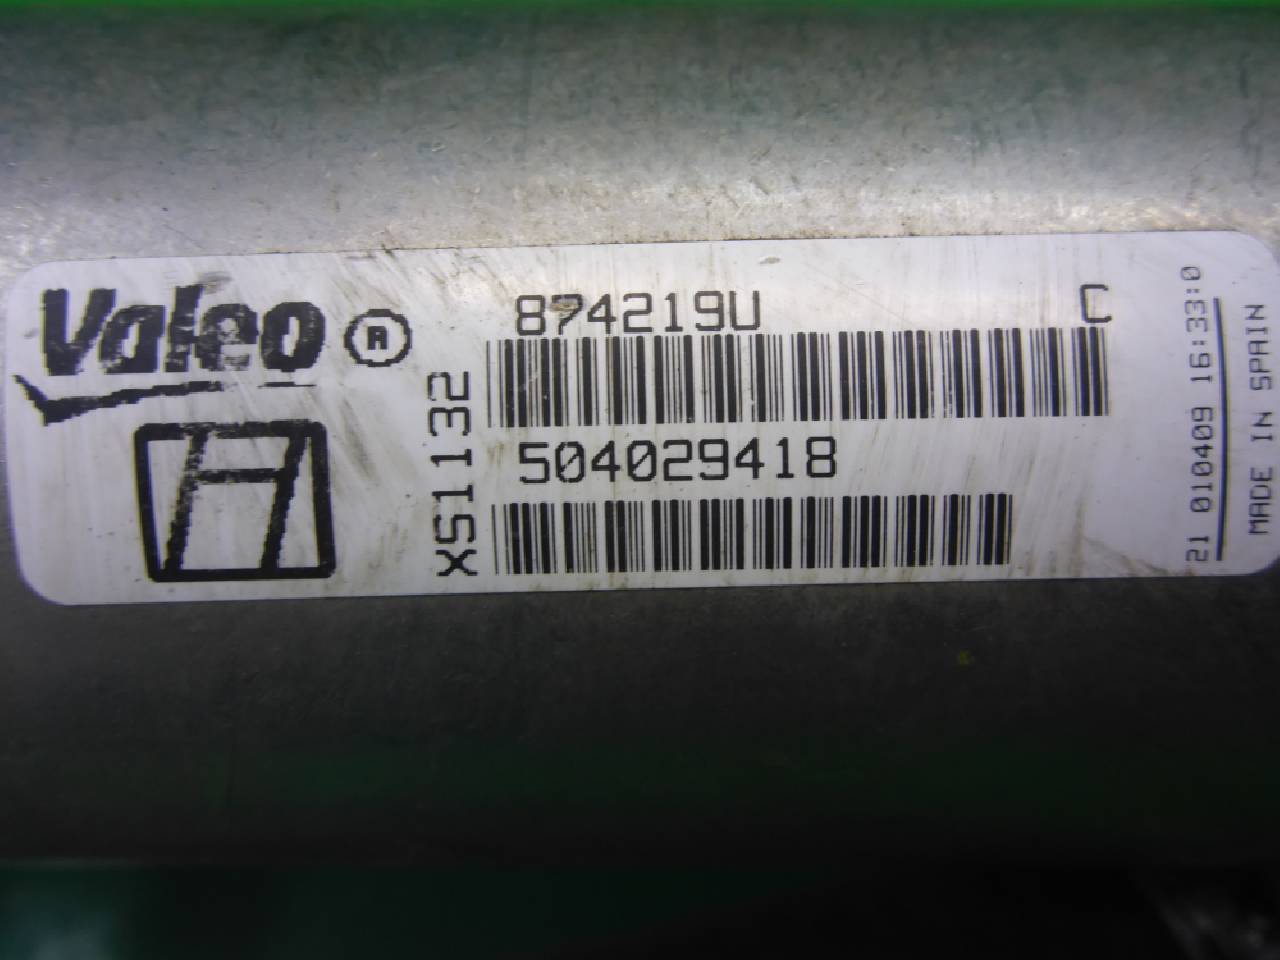 Valeo ®
874219U C
504029418
XS1132
21 010409 16:33:0
MADE IN SPAIN